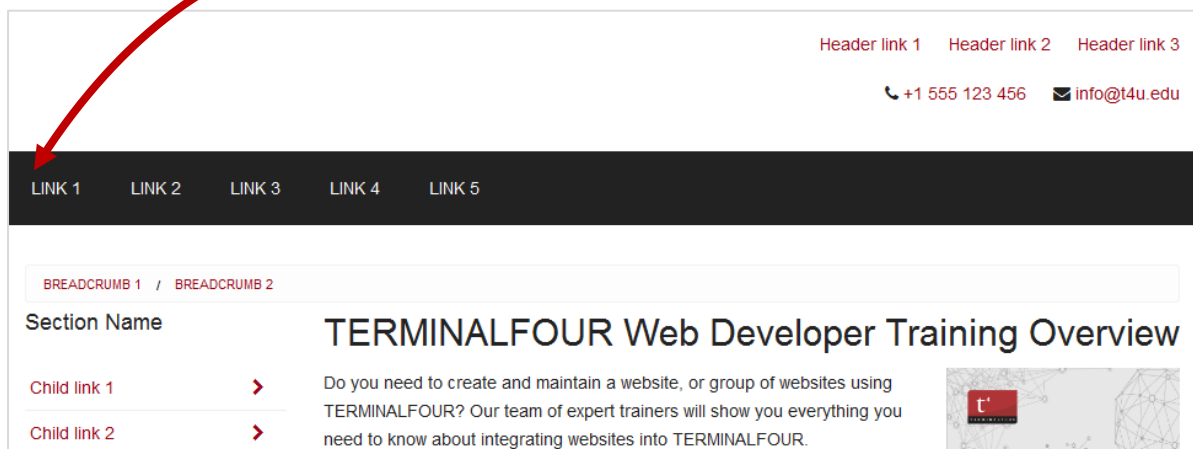 Header link 1 Header link 2 Header link 3
+1 555 123 456 info@t4u.edu
LINK 1 LINK 2 LINK 3 LINK 4 LINK 5
BREADCRUMB 1 / BREADCRUMB 2
Section Name
Child link 1
Child link 2
TERMINALFOUR Web Developer Training Overview
Do you need to create and maintain a website, or group of websites using
TERMINALFOUR? Our team of expert trainers will show you everything you
need to know about integrating websites into TERMINALFOUR.
t
TERMINALFOUR